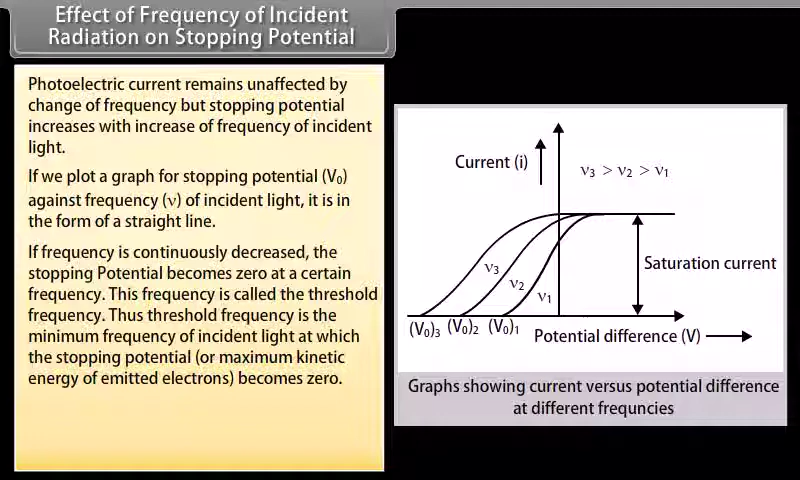 Effect of Frequency of Incident
Radiation on Stopping Potential
Photoelectric current remains unaffected by
change of frequency but stopping potential
increases with increase of frequency of incident
light.
If we plot a graph for stopping potential (V₀)
against frequency (ν) of incident light, it is in
the form of a straight line.
If frequency is continuously decreased, the
stopping Potential becomes zero at a certain
frequency. This frequency is called the threshold
frequency. Thus threshold frequency is the
minimum frequency of incident light at which
the stopping potential (or maximum kinetic
energy of emitted electrons) becomes zero.
Current (i)
ν₃ > ν₂ > ν₁
Saturation current
ν₃
ν₂
ν₁
(V₀)₃ (V₀)₂ (V₀)₁
Potential difference (V)
Graphs showing current versus potential difference
at different frequncies